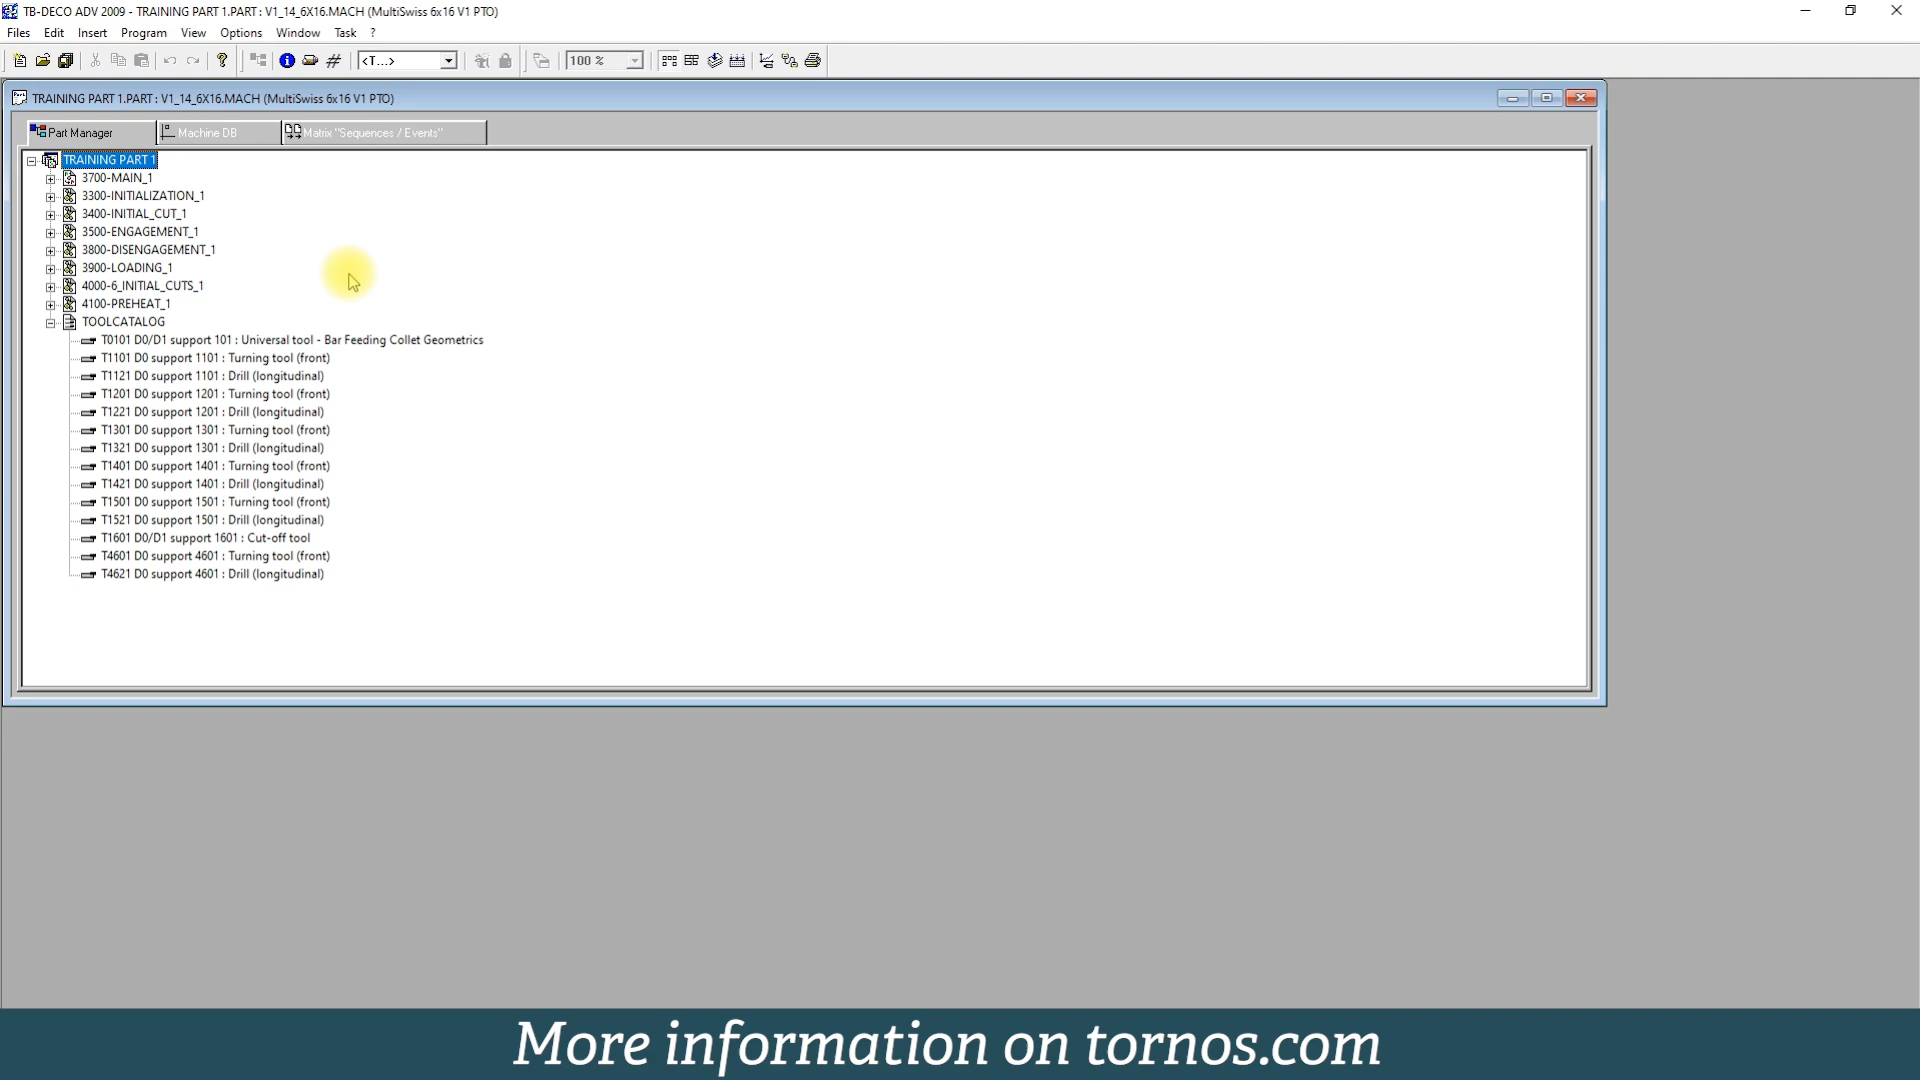 TB-DECO ADV 2009 - TRAINING PART 1.PART : V1_14_6X16.MACH (MultiSwiss 6x16 V1 PTO)
Files Edit Insert Program View Options Window Task ?
<T...> 100 %
TRAINING PART 1.PART : V1_14_6X16.MACH (MultiSwiss 6x16 V1 PTO)
Part Manager Machine DB Matrix "Sequences / Events"
TRAINING PART 1
3700-MAIN_1
3300-INITIALIZATION_1
3400-INITIAL_CUT_1
3500-ENGAGEMENT_1
3800-DISENGAGEMENT_1
3900-LOADING_1
4000-6_INITIAL_CUTS_1
4100-PREHEAT_1
TOOLCATALOG
T0101 D0/D1 support 101 : Universal tool - Bar Feeding Collet Geometrics
T1101 D0 support 1101 : Turning tool (front)
T1121 D0 support 1101 : Drill (longitudinal)
T1201 D0 support 1201 : Turning tool (front)
T1221 D0 support 1201 : Drill (longitudinal)
T1301 D0 support 1301 : Turning tool (front)
T1321 D0 support 1301 : Drill (longitudinal)
T1401 D0 support 1401 : Turning tool (front)
T1421 D0 support 1401 : Drill (longitudinal)
T1501 D0 support 1501 : Turning tool (front)
T1521 D0 support 1501 : Drill (longitudinal)
T1601 D0/D1 support 1601 : Cut-off tool
T4601 D0 support 4601 : Turning tool (front)
T4621 D0 support 4601 : Drill (longitudinal)
More information on tornos.com